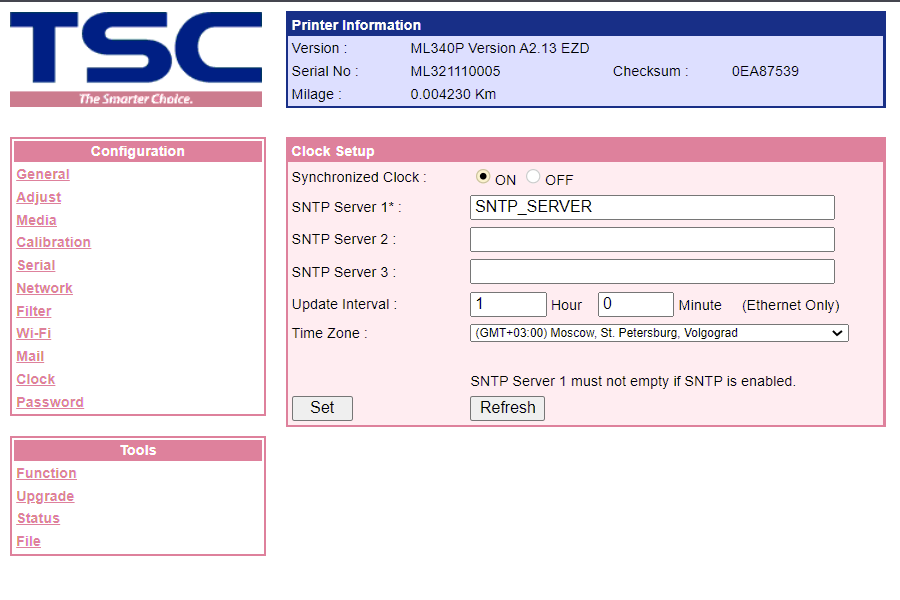 TSC
The Smarter Choice.
Printer Information
Version : ML340P Version A2.13 EZD
Serial No : ML321110005 Checksum : 0EA87539
Milage : 0.004230 Km
Configuration
General
Adjust
Media
Calibration
Serial
Network
Filter
Wi-Fi
Mail
Clock
Password
Tools
Function
Upgrade
Status
File
Clock Setup
Synchronized Clock : ON OFF
SNTP Server 1* : SNTP_SERVER
SNTP Server 2 :
SNTP Server 3 :
Update Interval : 1 Hour 0 Minute (Ethernet Only)
Time Zone : (GMT+03:00) Moscow, St. Petersburg, Volgograd
SNTP Server 1 must not empty if SNTP is enabled.
Set Refresh